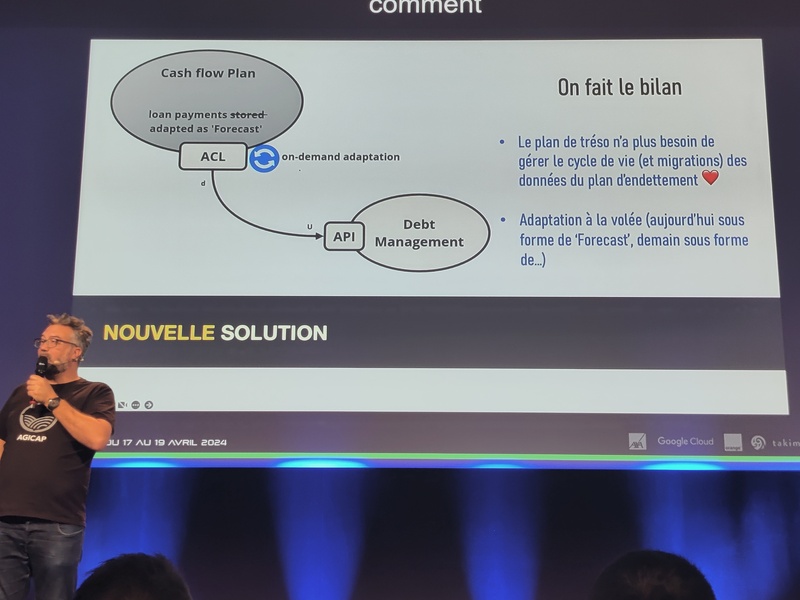 comment
Cash flow Plan
loan payments stored
adapted as 'Forecast'
ACL
on-demand adaptation
d
U
API
Debt
Management
On fait le bilan
• Le plan de tréso n'a plus besoin de
gérer le cycle de vie (et migrations) des
données du plan d'endettement ❤️
• Adaptation à la volée (aujourd'hui sous
forme de 'Forecast', demain sous forme
de...)
NOUVELLE SOLUTION
AGICAP
DU 17 AU 19 AVRIL 2024
AXA
Google Cloud
takim